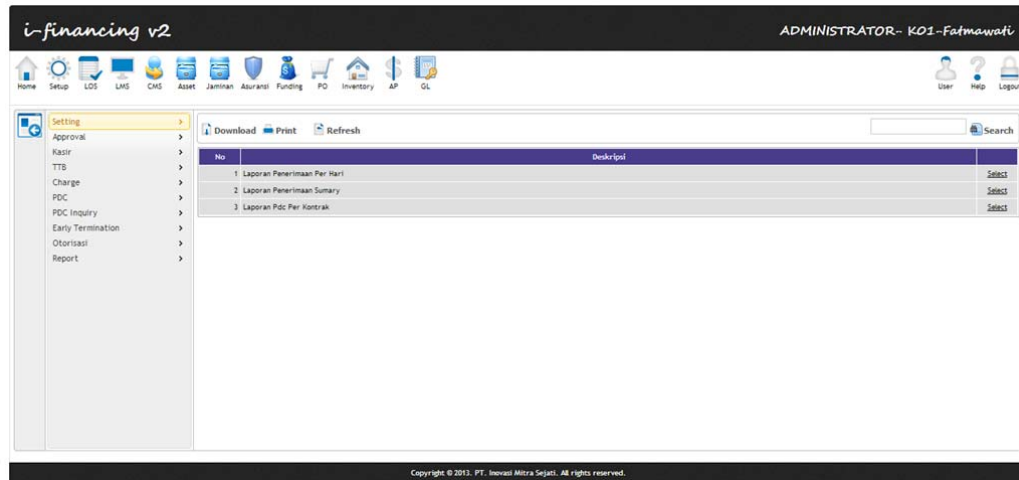 i-financing v2
ADMINISTRATOR-- KO1--Fatmawati
Home Setup LOS LMS CMS Asset Jaminan Asuransi Funding PO Inventory AP GL User Help Logout
Setting
Approval
Kasir
TTB
Charge
PDC
PDC Inquiry
Early Termination
Otorisasi
Report
Download Print Refresh Search
No Deskripsi
1 Laporan Penerimaan Per Hari Select
2 Laporan Penerimaan Sumary Select
3 Laporan Pdc Per Kontrak Select
Copyright © 2013. PT. Inovasi Mitra Sejati. All rights reserved.